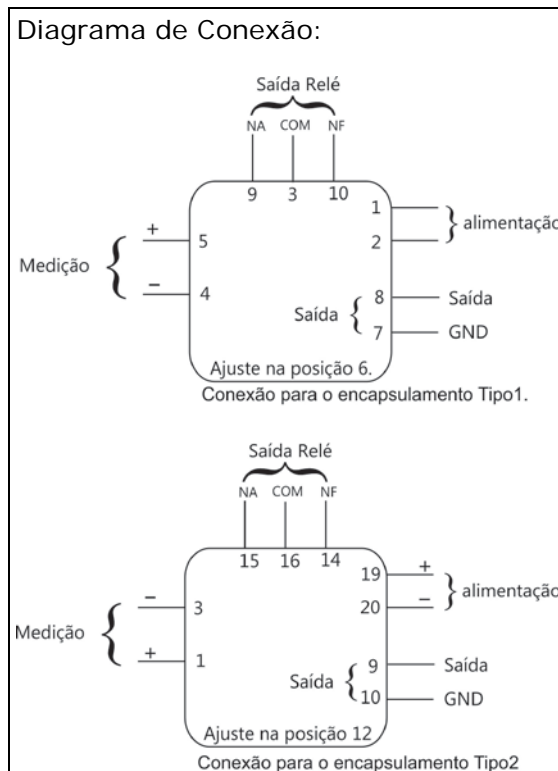 Diagrama de Conexão:
Saída Relé
NA COM NF
9 3 10
1
alimentação
2
+
5
Medição
−
4
8 Saída
Saída
7 GND
Ajuste na posição 6.
Conexão para o encapsulamento Tipo1.
Saída Relé
NA COM NF
15 16 14
19 +
alimentação
20 −
−
3
Medição
+
1
9 Saída
Saída
10 GND
Ajuste na posição 12
Conexão para o encapsulamento Tipo2